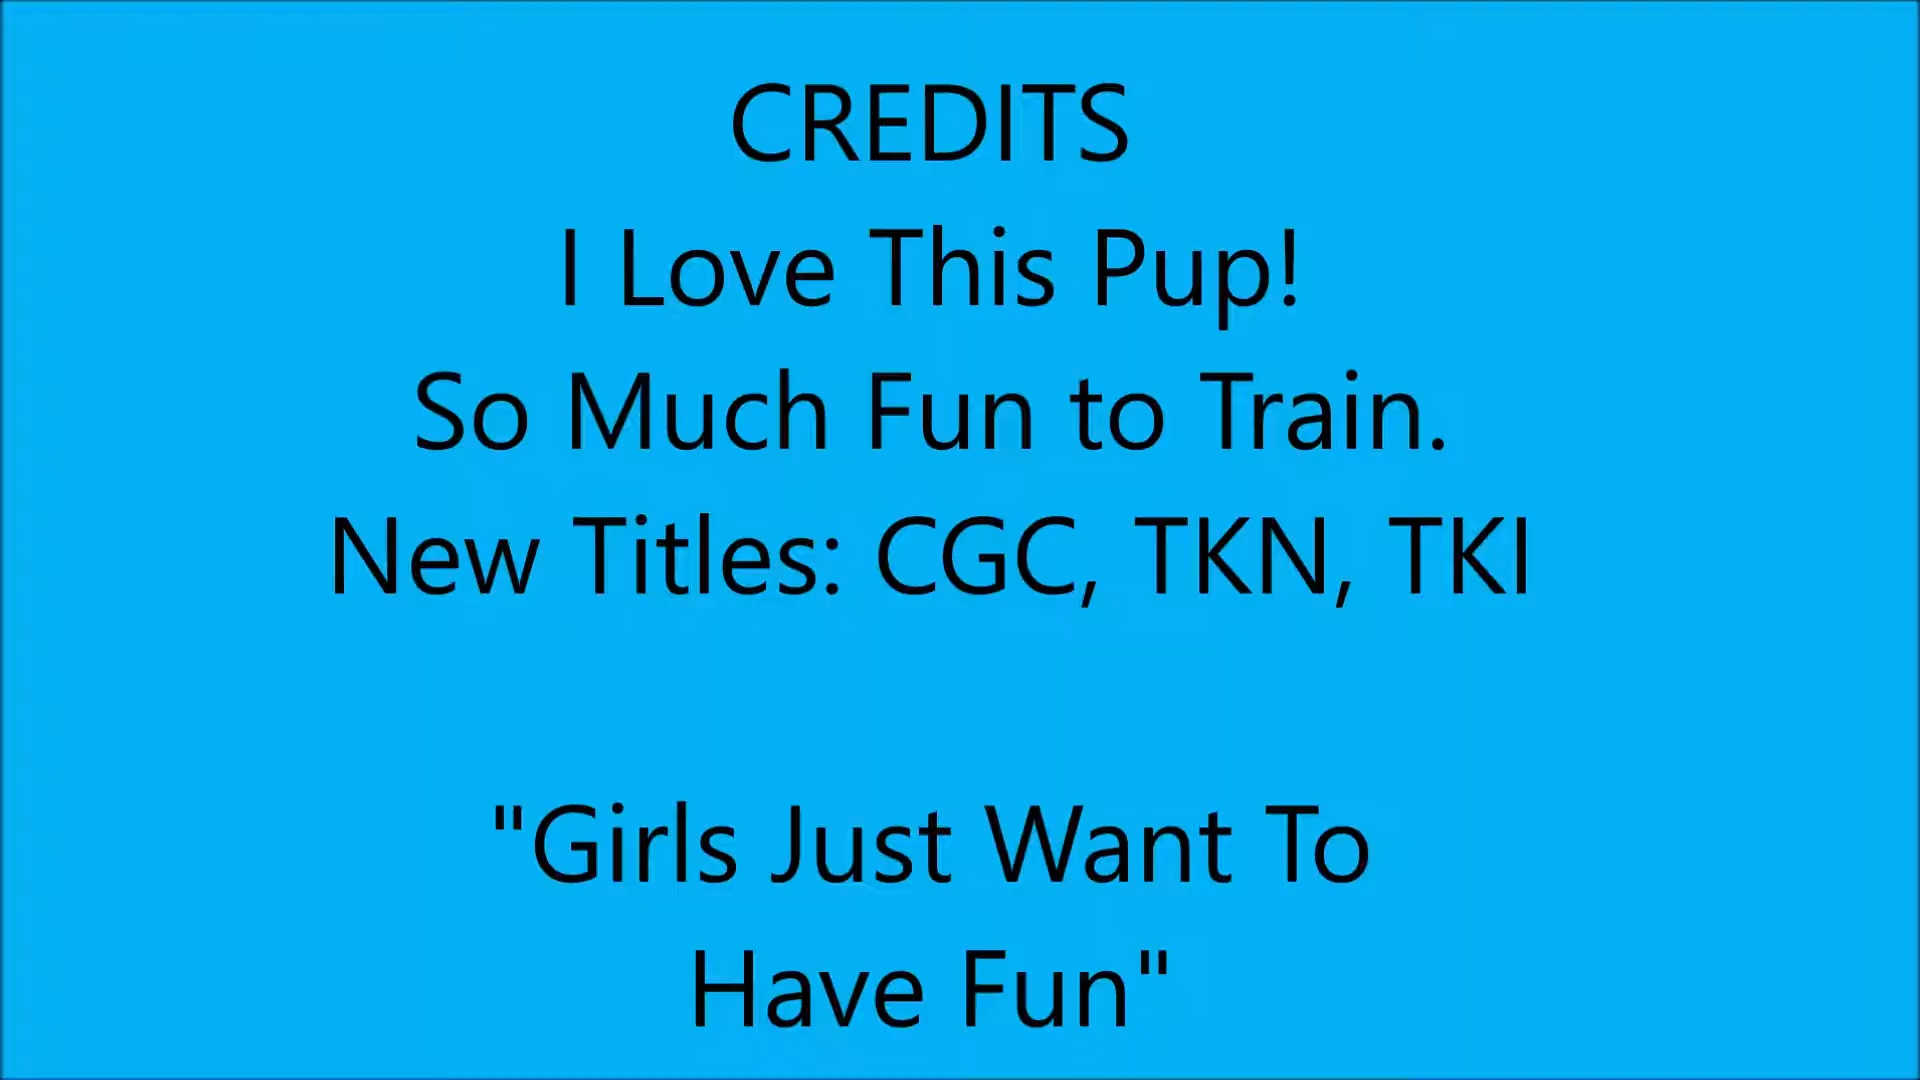 CREDITS
I Love This Pup!
So Much Fun to Train.
New Titles: CGC, TKN, TKI
"Girls Just Want To
Have Fun"